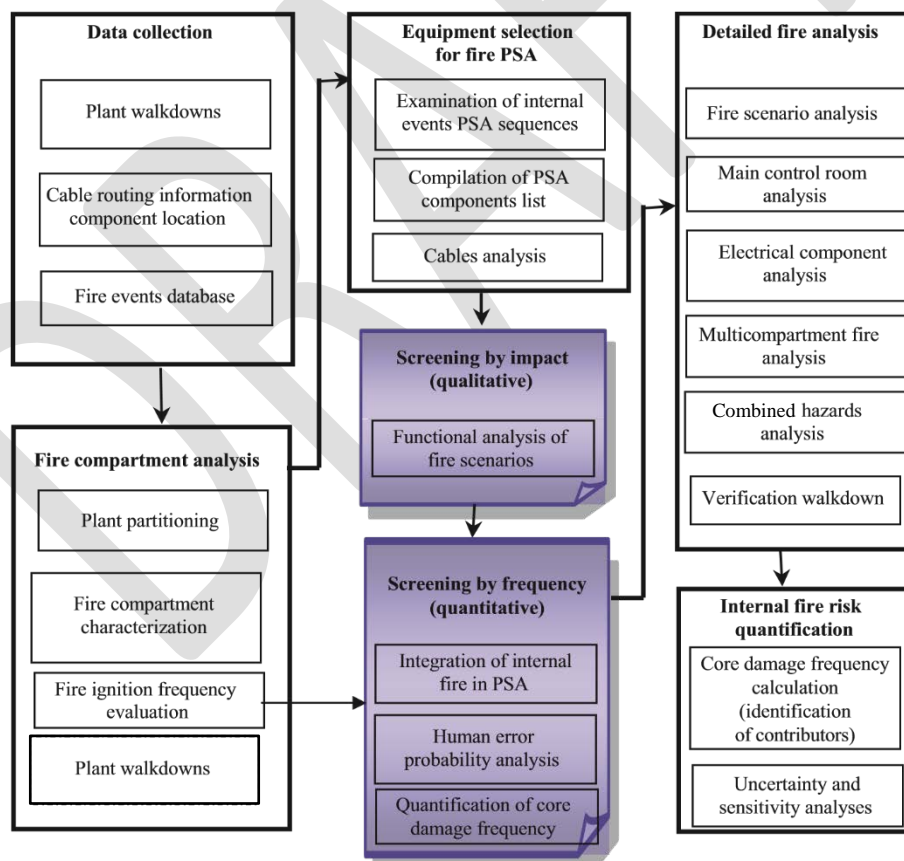 Data collection
Plant walkdowns
Cable routing information
component location
Fire events database
Fire compartment analysis
Plant partitioning
Fire compartment
characterization
Fire ignition frequency
evaluation
Plant walkdowns
Equipment selection
for fire PSA
Examination of internal
events PSA sequences
Compilation of PSA
components list
Cables analysis
Screening by impact
(qualitative)
Functional analysis of
fire scenarios
Screening by frequency
(quantitative)
Integration of internal
fire in PSA
Human error
probability analysis
Quantification of core
damage frequency
Detailed fire analysis
Fire scenario analysis
Main control room
analysis
Electrical component
analysis
Multicompartment fire
analysis
Combined hazards
analysis
Verification walkdown
Internal fire risk
quantification
Core damage frequency
calculation
(identification
of contributors)
Uncertainty and
sensitivity analyses
DRAFT